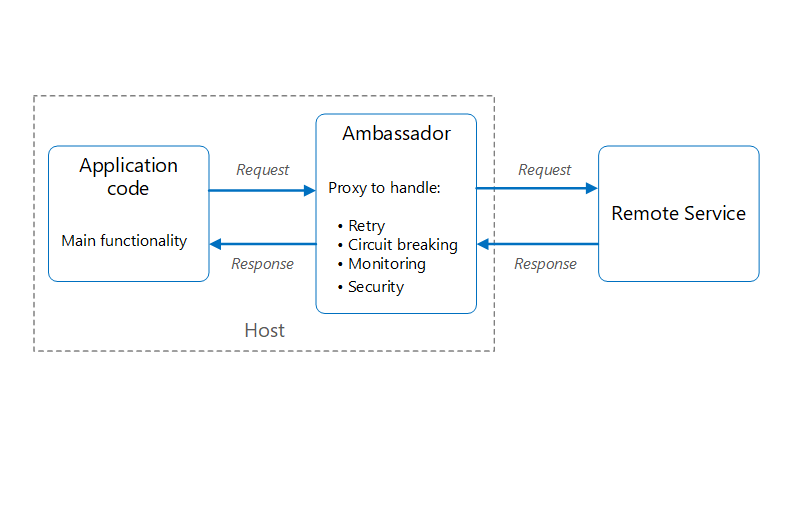 Application
code
Main functionality
Request
Response
Ambassador
Proxy to handle:
• Retry
• Circuit breaking
• Monitoring
• Security
Host
Request
Response
Remote Service